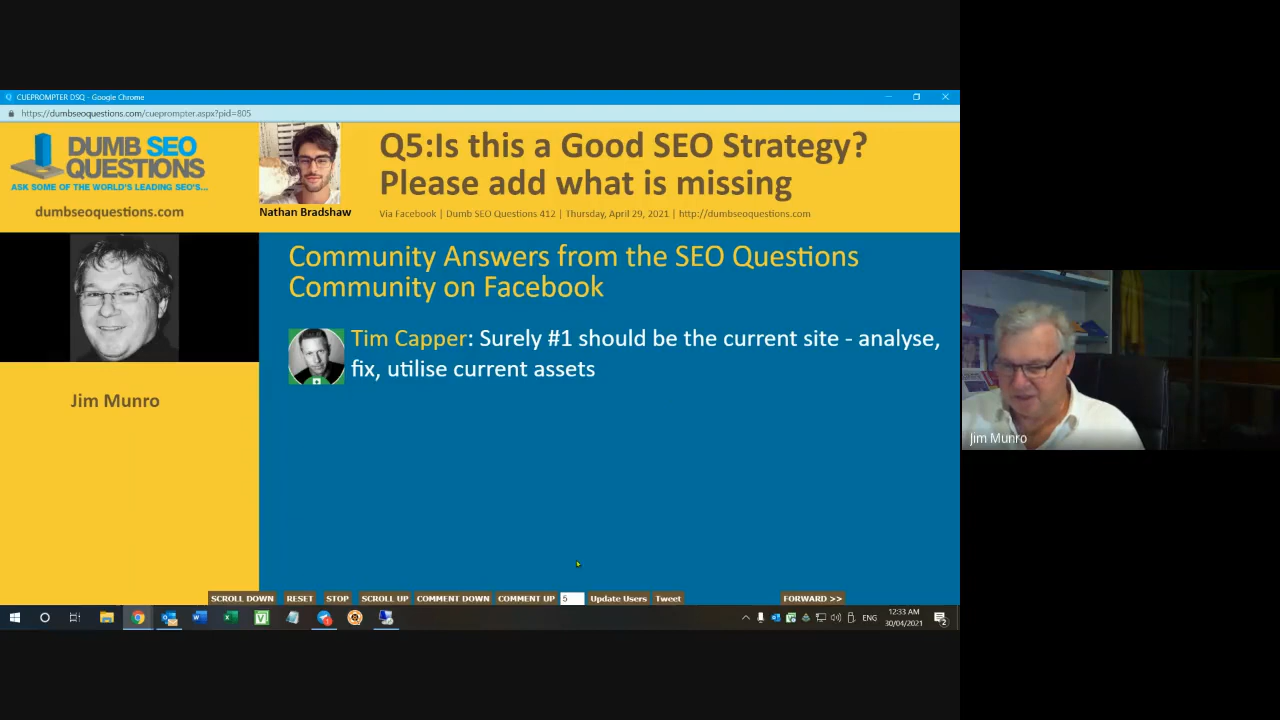 CUEPROMPTER DSQ - Google Chrome
https://dumbseoquestions.com/cueprompter.aspx?pid=805
DUMB SEO
QUESTIONS
ASK SOME OF THE WORLD'S LEADING SEO'S...
dumbseoquestions.com
Nathan Bradshaw
Q5:Is this a Good SEO Strategy?
Please add what is missing
Via Facebook | Dumb SEO Questions 412 | Thursday, April 29, 2021 | http://dumbseoquestions.com
Jim Munro
Community Answers from the SEO Questions
Community on Facebook
Tim Capper: Surely #1 should be the current site - analyse,
fix, utilise current assets
Jim Munro
SCROLL DOWN RESET STOP SCROLL UP COMMENT DOWN COMMENT UP 5 Update Users Tweet FORWARD >>
ENG
12:33 AM
30/04/2021
2